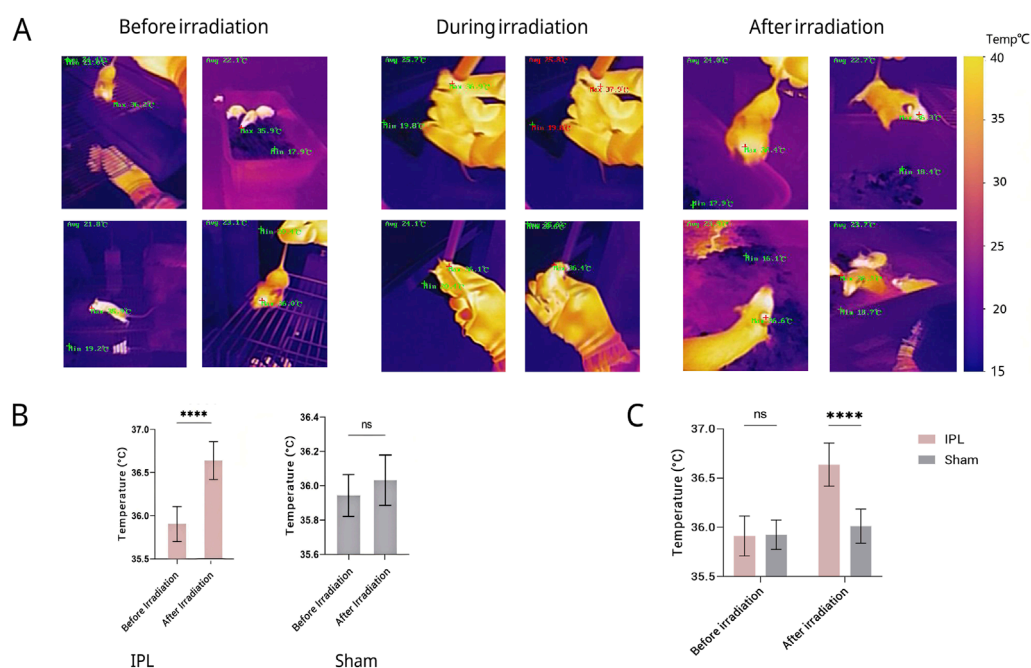 A
Before irradiation
During irradiation
After irradiation
Temp℃
40
35
30
25
20
15
Max 36.2℃
Avg 22.1℃
Max 35.9℃
Min 17.9℃
Avg 25.7℃
Min 19.8℃
Max 37.9℃
Avg 24.0℃
Min 17.9℃
Avg 22.7℃
Min 18.4℃
Avg 21.8℃
Min 19.2℃
Avg 23.1℃
Avg 24.1℃
Min 16.1℃
Avg 23.7℃
Min 18.7℃
B
****
37.0
36.5
36.0
35.5
Temperature (°C)
Before Irradiation
After Irradiation
IPL
ns
36.4
36.2
36.0
35.8
35.6
Temperature (°C)
Before Irradiation
After Irradiation
Sham
C
ns
****
37.0
36.5
36.0
35.5
Temperature (°C)
Before irradiation
After irradiation
IPL
Sham